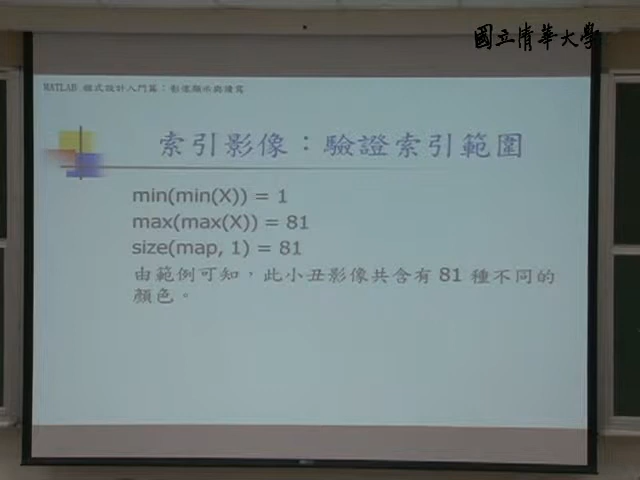 國立清華大學
MATLAB 程式設計入門篇：影像顯示與讀寫
索引影像：驗證索引範圍
min(min(X)) = 1
max(max(X)) = 81
size(map, 1) = 81
由範例可知，此小丑影像共含有 81 種不同的
顏色。